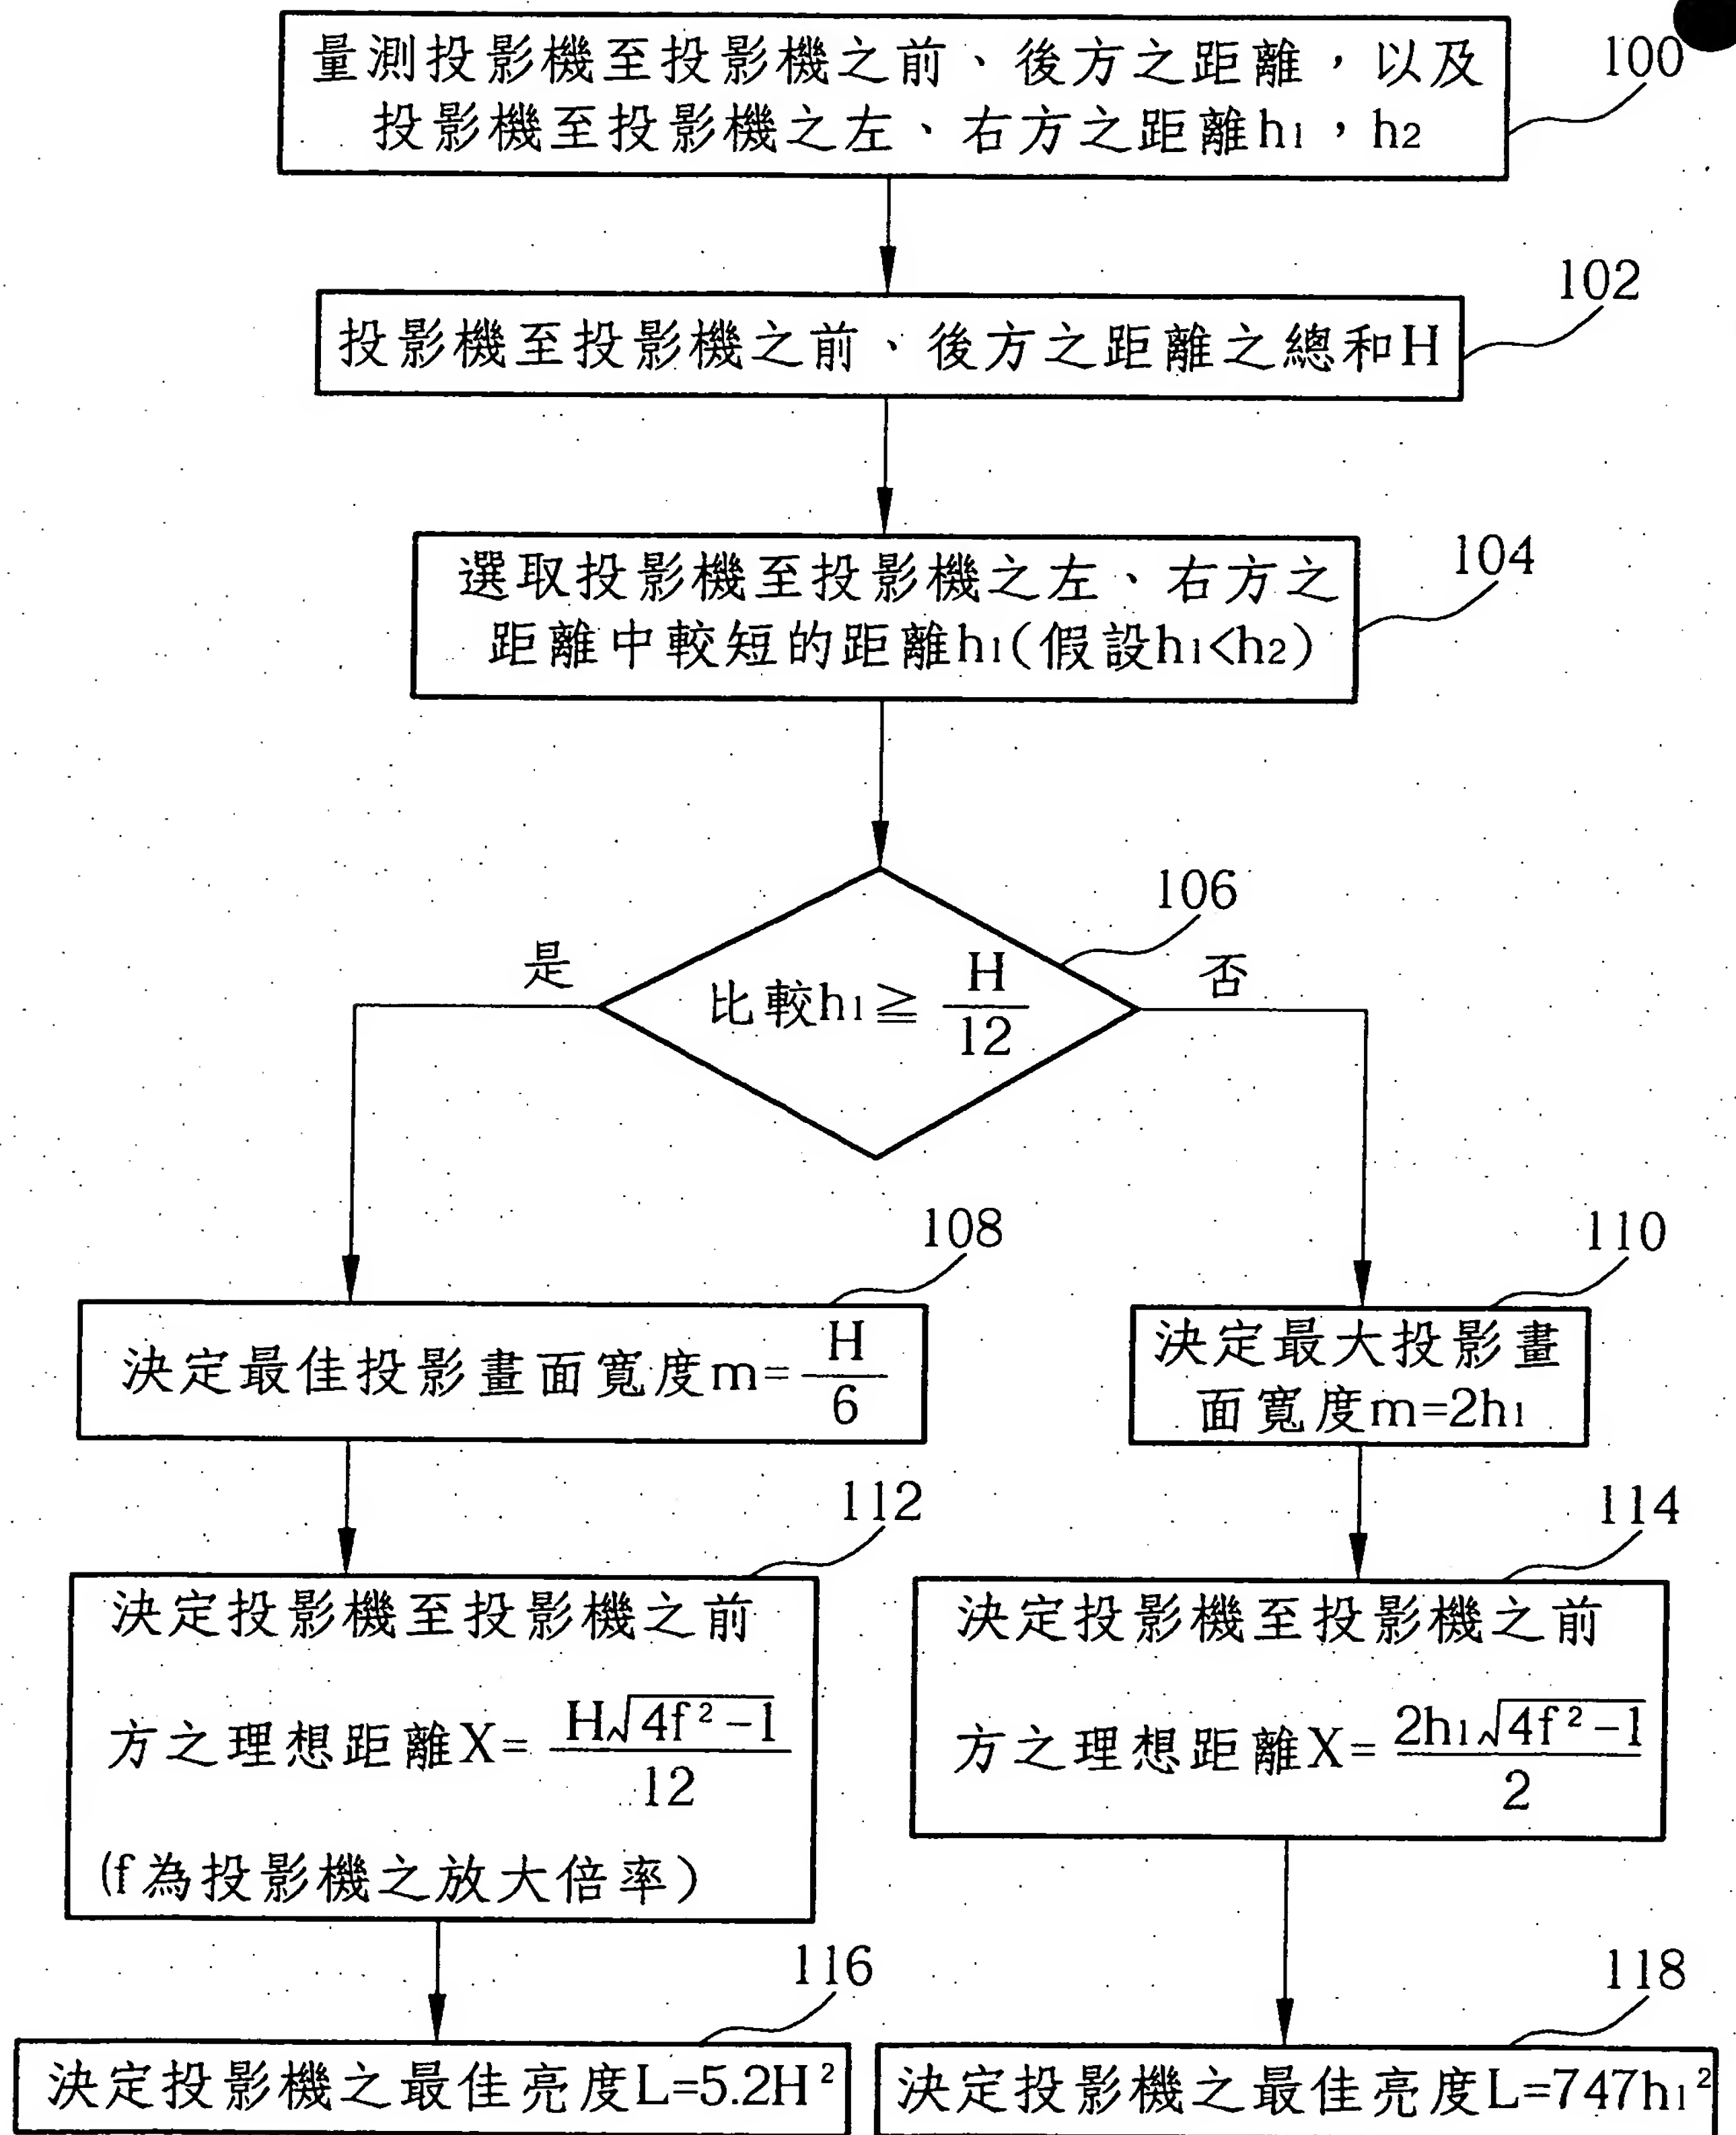 量測投影機至投影機之前、後方之距離，以及
投影機至投影機之左、右方之距離h1，h2
100
投影機至投影機之前、後方之距離之總和H
102
選取投影機至投影機之左、右方之
距離中較短的距離h1(假設h1<h2)
104
106
是
比較h1≧ H/12
否
108
決定最佳投影畫面寬度m=H/6
110
決定最大投影畫
面寬度m=2h1
112
決定投影機至投影機之前
方之理想距離X= H√4f²-1/12
(f為投影機之放大倍率)
114
決定投影機至投影機之前
方之理想距離X= 2h1√4f²-1/2
116
決定投影機之最佳亮度L=5.2H²
118
決定投影機之最佳亮度L=747h1²